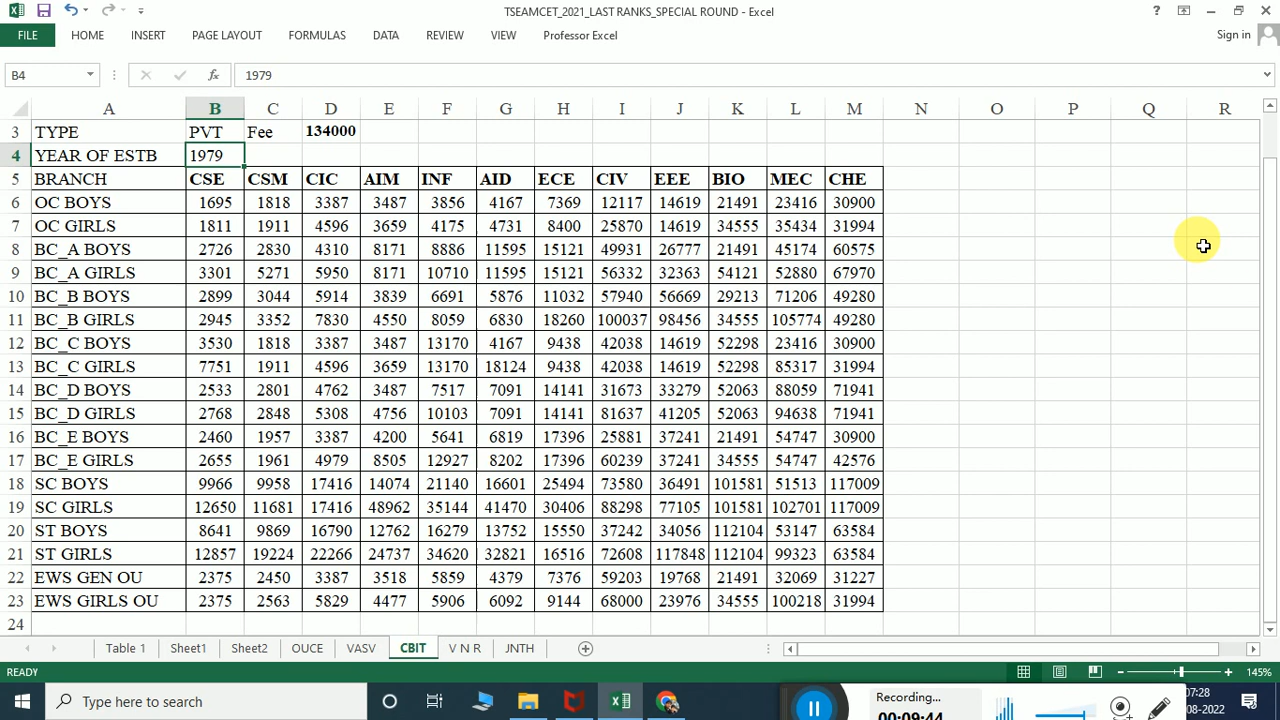 TSEAMCET_2021_LAST RANKS_SPECIAL ROUND - Excel
FILE HOME INSERT PAGE LAYOUT FORMULAS DATA REVIEW VIEW Professor Excel Sign in
B4 fx 1979
A B C D E F G H I J K L M N O P Q R
3 TYPE PVT Fee 134000
4 YEAR OF ESTB 1979
5 BRANCH CSE CSM CIC AIM INF AID ECE CIV EEE BIO MEC CHE
6 OC BOYS 1695 1818 3387 3487 3856 4167 7369 12117 14619 21491 23416 30900
7 OC GIRLS 1811 1911 4596 3659 4175 4731 8400 25870 14619 34555 35434 31994
8 BC_A BOYS 2726 2830 4310 8171 8886 11595 15121 49931 26777 21491 45174 60575
9 BC_A GIRLS 3301 5271 5950 8171 10710 11595 15121 56332 32363 54121 52880 67970
10 BC_B BOYS 2899 3044 5914 3839 6691 5876 11032 57940 56669 29213 71206 49280
11 BC_B GIRLS 2945 3352 7830 4550 8059 6830 18260 100037 98456 34555 105774 49280
12 BC_C BOYS 3530 1818 3387 3487 13170 4167 9438 42038 14619 52298 23416 30900
13 BC_C GIRLS 7751 1911 4596 3659 13170 18124 9438 42038 14619 52298 85317 31994
14 BC_D BOYS 2533 2801 4762 3487 7517 7091 14141 31673 33279 52063 88059 71941
15 BC_D GIRLS 2768 2848 5308 4756 10103 7091 14141 81637 41205 52063 94638 71941
16 BC_E BOYS 2460 1957 3387 4200 5641 6819 17396 25881 37241 21491 54747 30900
17 BC_E GIRLS 2655 1961 4979 8505 12927 8202 17396 60239 37241 34555 54747 42576
18 SC BOYS 9966 9958 17416 14074 21140 16601 25494 73580 36491 101581 51513 117009
19 SC GIRLS 12650 11681 17416 48962 35144 41470 30406 88298 77105 101581 102701 117009
20 ST BOYS 8641 9869 16790 12762 16279 13752 15550 37242 34056 112104 53147 63584
21 ST GIRLS 12857 19224 22266 24737 34620 32821 16516 72608 117848 112104 99323 63584
22 EWS GEN OU 2375 2450 3387 3518 5859 4379 7376 59203 19768 21491 32069 31227
23 EWS GIRLS OU 2375 2563 5829 4477 5906 6092 9144 68000 23976 34555 100218 31994
24
Table 1 Sheet1 Sheet2 OUCE VASV CBIT V N R JNTH
READY 145%
Type here to search Recording... 07:28
00:09:44 08-2022